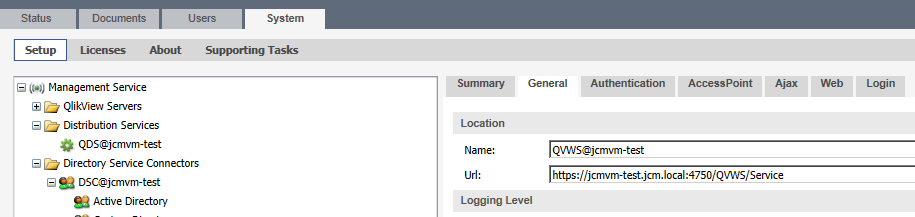 Status Documents Users System
Setup Licenses About Supporting Tasks
Management Service
QlikView Servers
Distribution Services
QDS@jcmvm-test
Directory Service Connectors
DSC@jcmvm-test
Active Directory
Summary General Authentication AccessPoint Ajax Web Login
Location
Name: QVWS@jcmvm-test
Url: https://jcmvm-test.jcm.local:4750/QVWS/Service
Logging Level